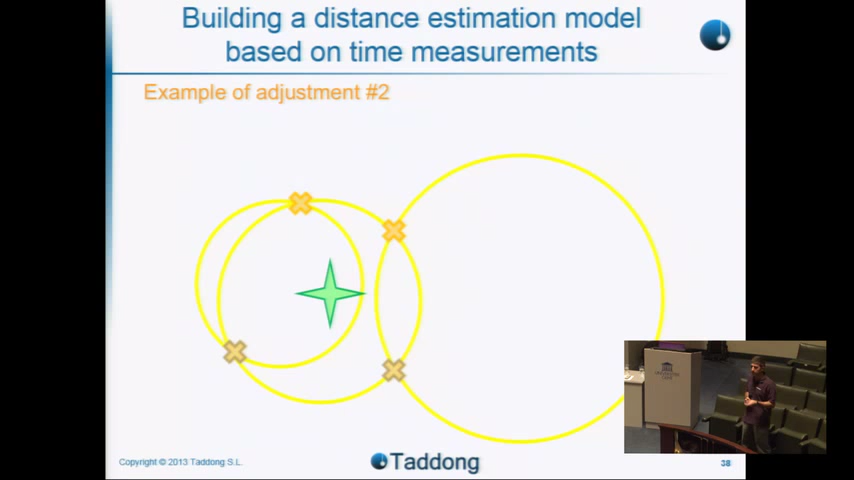 Building a distance estimation model
based on time measurements
Example of adjustment #2
Copyright © 2013 Taddong S.L.
Taddong
38